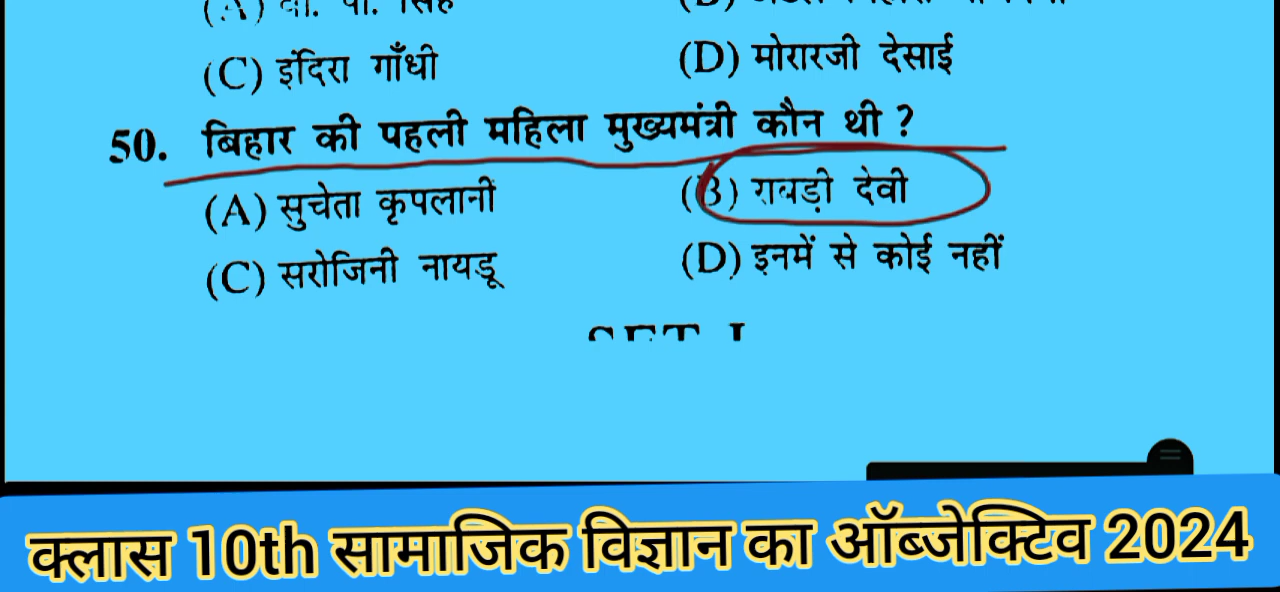 (C) इंदिरा गाँधी (D) मोरारजी देसाई
50. बिहार की पहली महिला मुख्यमंत्री कौन थी ?
(A) सुचेता कृपलानी (B) राबड़ी देवी
(C) सरोजिनी नायडू (D) इनमें से कोई नहीं
क्लास 10th सामाजिक विज्ञान का ऑब्जेक्टिव 2024